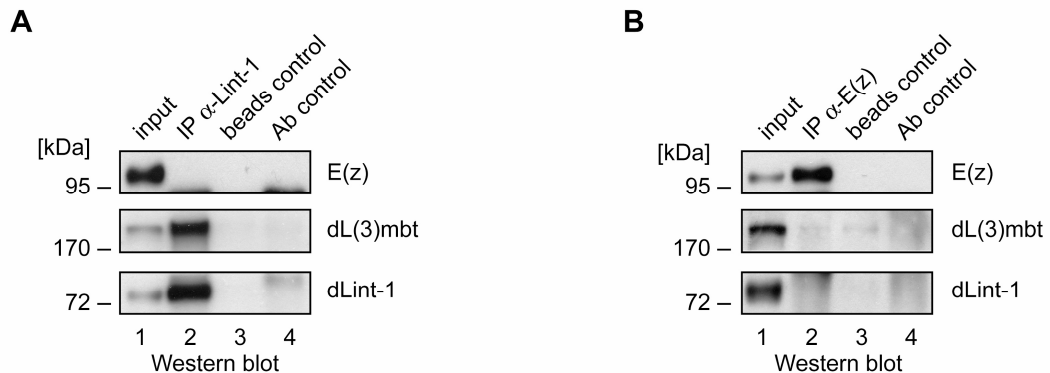 A
input
IP α-Lint-1
beads control
Ab control
[kDa]
95
E(z)
170
dL(3)mbt
72
dLint-1
1 2 3 4
Western blot
B
input
IP α-E(z)
beads control
Ab control
[kDa]
95
E(z)
170
dL(3)mbt
72
dLint-1
1 2 3 4
Western blot